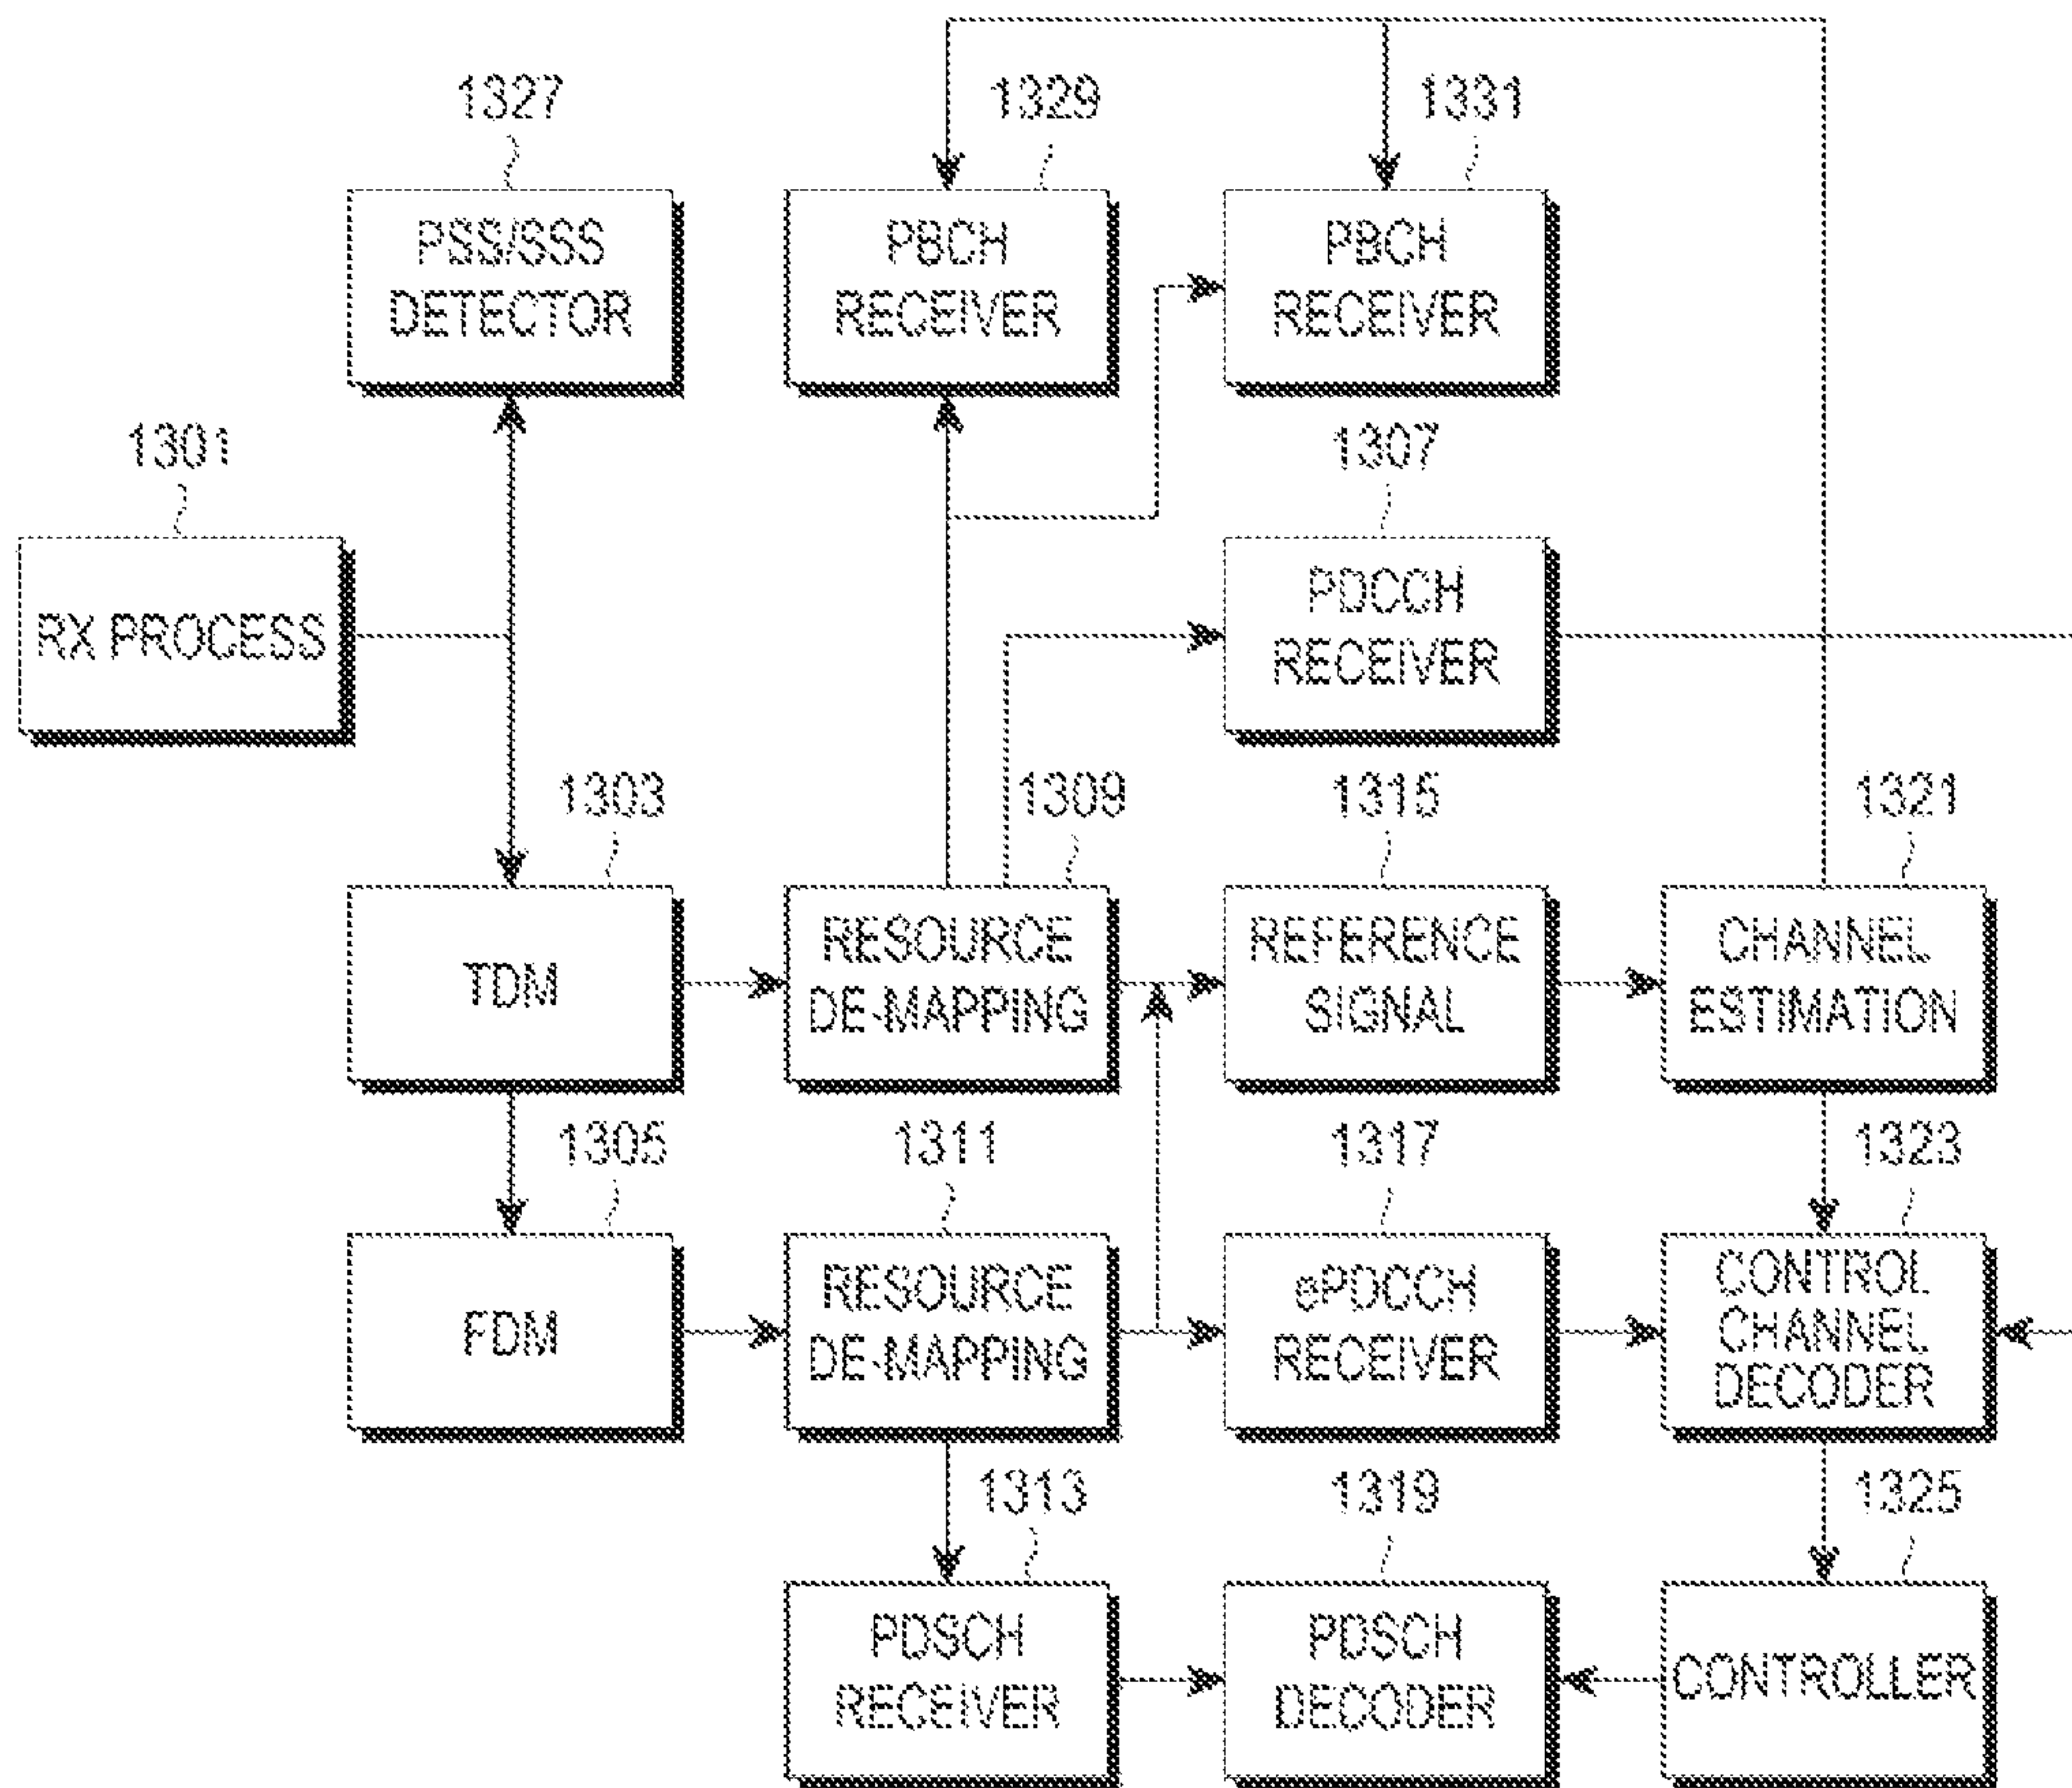 1327
1329
1331
PSS/SSS
DETECTOR
PBCH
RECEIVER
PBCH
RECEIVER
1301
1307
RX PROCESS
PDCCH
RECEIVER
1303
1309
1315
1321
TDM
RESOURCE
DE-MAPPING
REFERENCE
SIGNAL
CHANNEL
ESTIMATION
1305
1311
1317
1323
FDM
RESOURCE
DE-MAPPING
ePDCCH
RECEIVER
CONTROL
CHANNEL
DECODER
1313
1319
1325
PDSCH
RECEIVER
PDSCH
DECODER
CONTROLLER